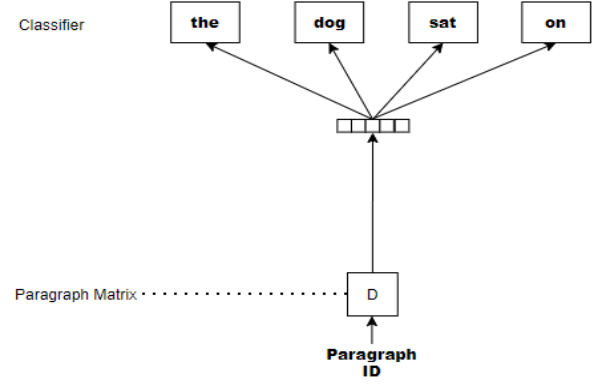 Classifier
the
dog
sat
on
Paragraph Matrix
D
Paragraph
ID